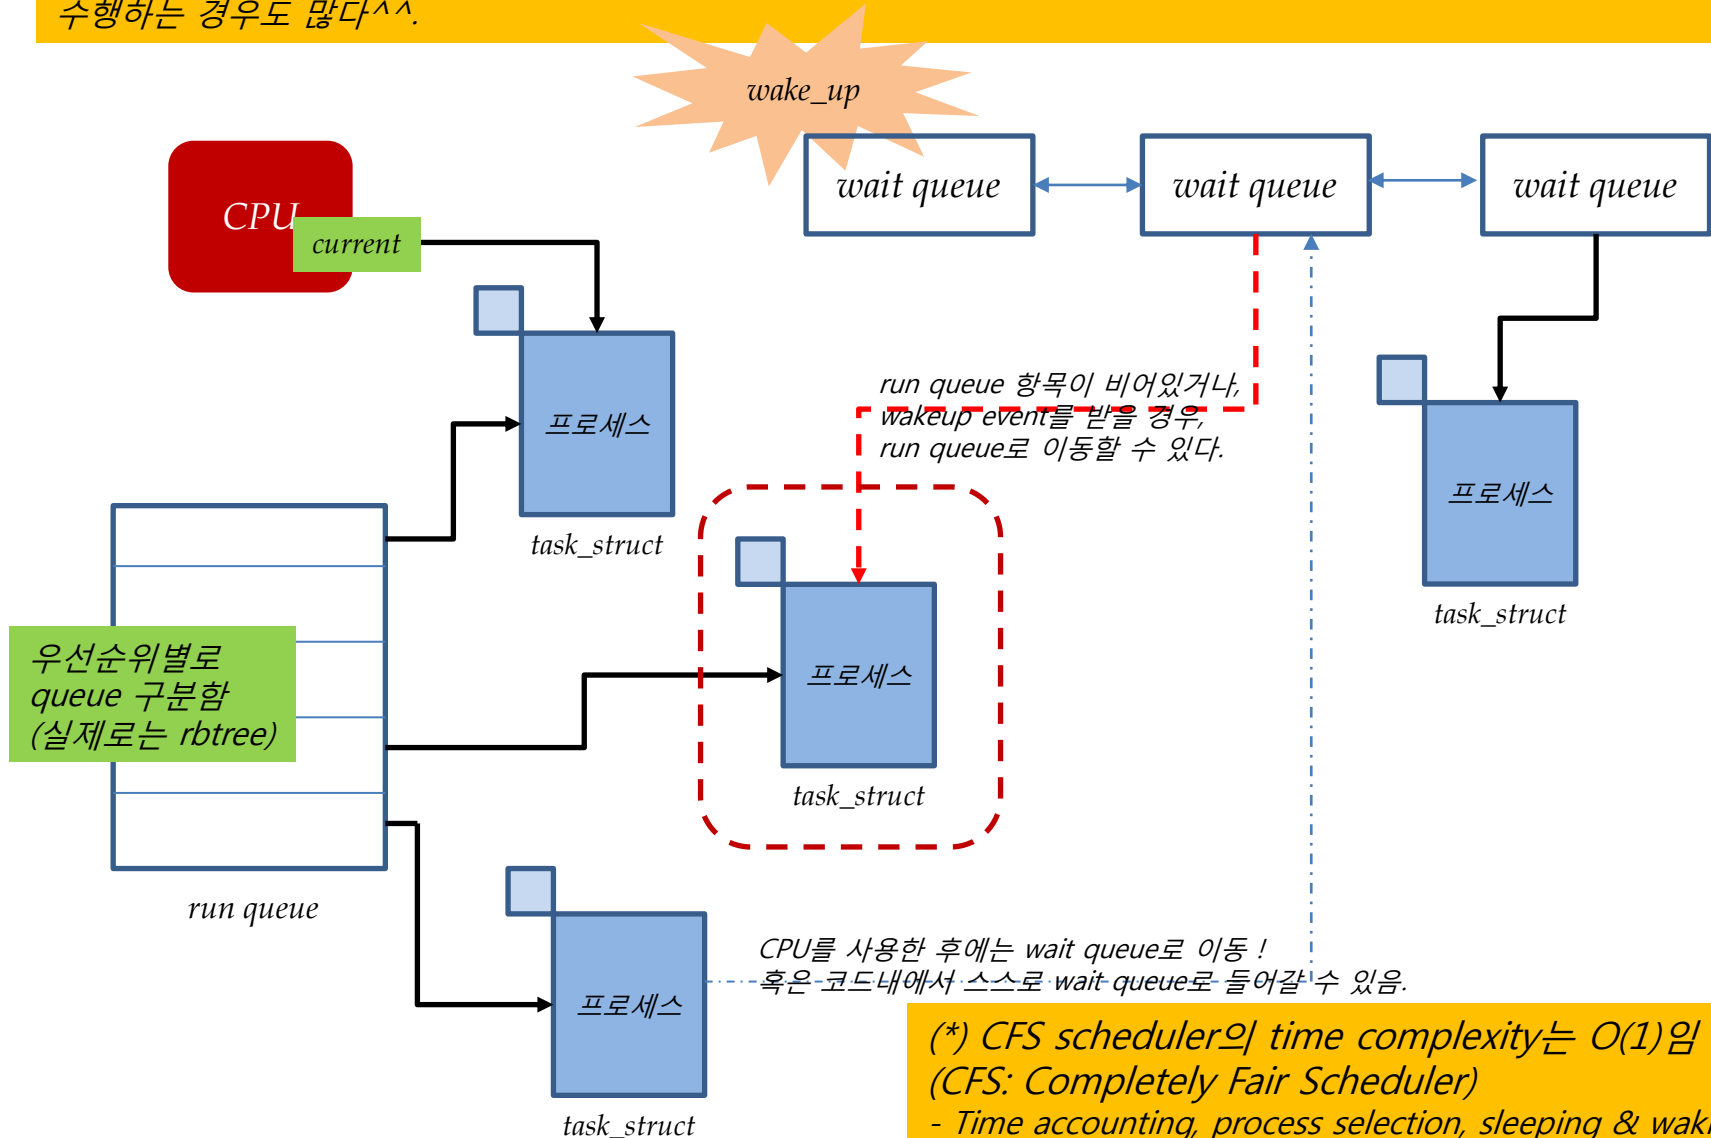 수행하는 경우도 많다^^.
wake_up
wait queue
wait queue
wait queue
CPU
current
run queue 항목이 비어있거나,
wakeup event를 받을 경우,
run queue로 이동할 수 있다.
프로세스
task_struct
프로세스
task_struct
우선순위별로
queue 구분함
(실제로는 rbtree)
프로세스
task_struct
run queue
CPU를 사용한 후에는 wait queue로 이동 !
혹은 코드내에서 스스로 wait queue로 들어갈 수 있음.
프로세스
task_struct
(*) CFS scheduler의 time complexity는 O(1)임
(CFS: Completely Fair Scheduler)
- Time accounting, process selection, sleeping & waki